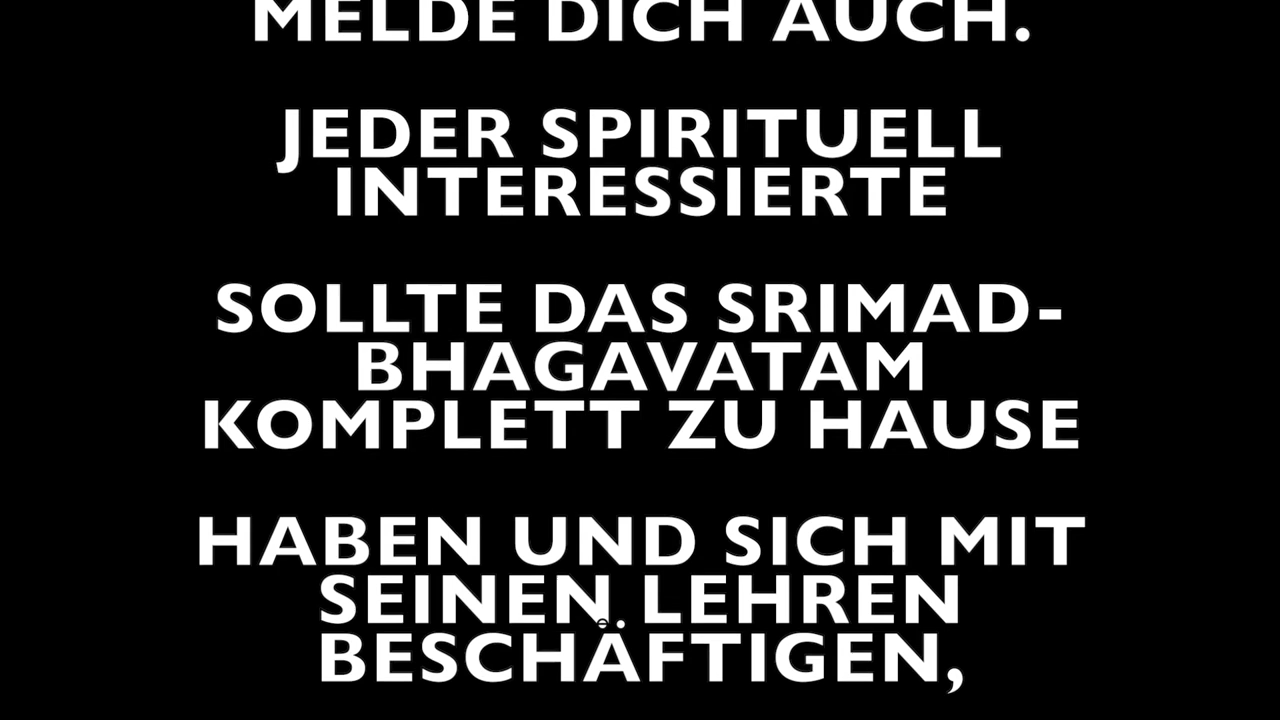 MELDE DICH AUCH.
JEDER SPIRITUELL
INTERESSIERTE
SOLLTE DAS SRIMAD-
BHAGAVATAM
KOMPLETT ZU HAUSE
HABEN UND SICH MIT
SEINEN LEHREN
BESCHÄFTIGEN,